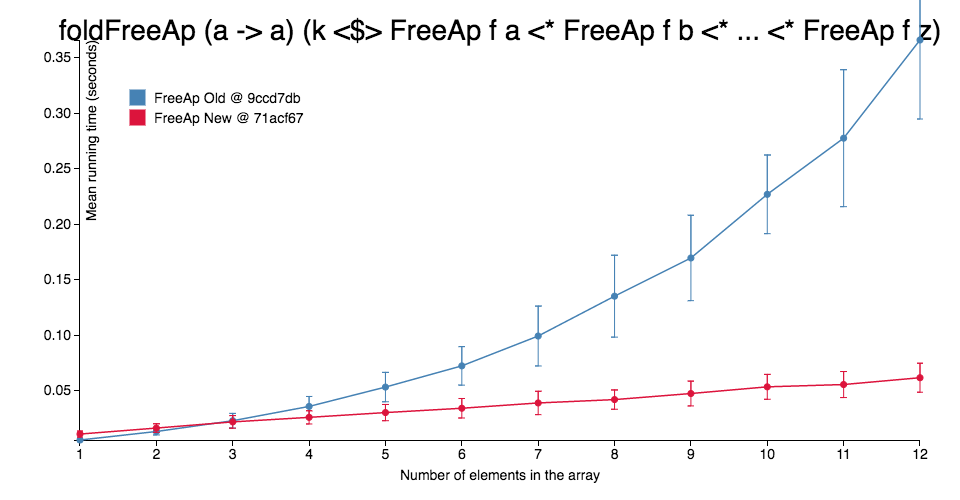 foldFreeAp (a -> a) (k <$> FreeAp f a <* FreeAp f b <* ... <* FreeAp f z)
Mean running time (seconds)
0.35
0.30
0.25
0.20
0.15
0.10
0.05
FreeAp Old @ 9ccd7db
FreeAp New @ 71acf67
1 2 3 4 5 6 7 8 9 10 11 12
Number of elements in the array